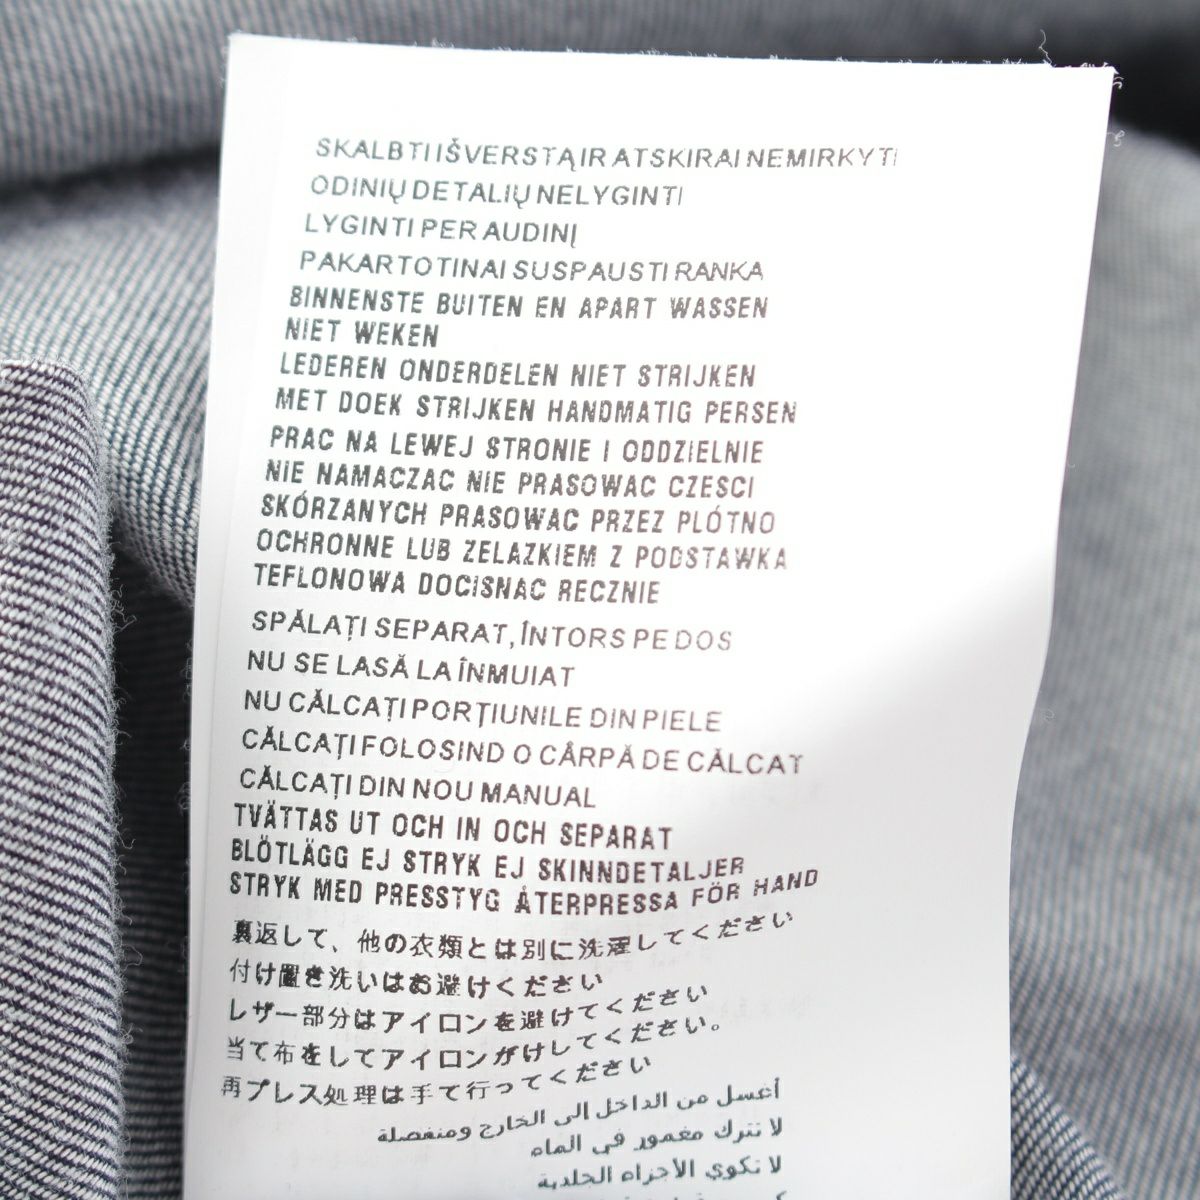 SKALBTI IŠVERSTĄ IR ATSKIRAI NEMIRKYTI
ODINIŲ DETALIŲ NELYGINTI
LYGINTI PER AUDINĮ
PAKARTOTINAI SUSPAUSTI RANKA
BINNENSTE BUITEN EN APART WASSEN
NIET WEKEN
LEDEREN ONDERDELEN NIET STRIJKEN
MET DOEK STRIJKEN HANDMATIG PERSEN
PRAC NA LEWEJ STRONIE I ODDZIELNIE
NIE NAMACZAC NIE PRASOWAC CZESCI
SKÓRZANYCH PRASOWAC PRZEZ PLÓTNO
OCHRONNE LUB ZELAZKIEM Z PODSTAWKA
TEFLONOWA DOCISNAC RECZNIE
SPĂLAȚI SEPARAT, ÎNTORS PE DOS
NU SE LASĂ LA ÎNMUIAT
NU CĂLCAȚI PORȚIUNILE DIN PIELE
CĂLCAȚI FOLOSIND O CÂRPĂ DE CĂLCAT
CĂLCAȚI DIN NOU MANUAL
TVÄTTAS UT OCH IN OCH SEPARAT
BLÖTLÄGG EJ STRYK EJ SKINNDETALJER
STRYK MED PRESSTYG ÅTERPRESSA FÖR HAND
裏返して、他の衣類とは別に洗濯してください
付け置き洗いはお避けください
レザー部分はアイロンを避けてください
当て布をしてアイロンがけしてください。
再プレス処理は手で行ってください
أغسل من الداخل الى الخارج ومنفصلة
لا تترك مغمور في الماء
لا تكوي الأجزاء الجلدية